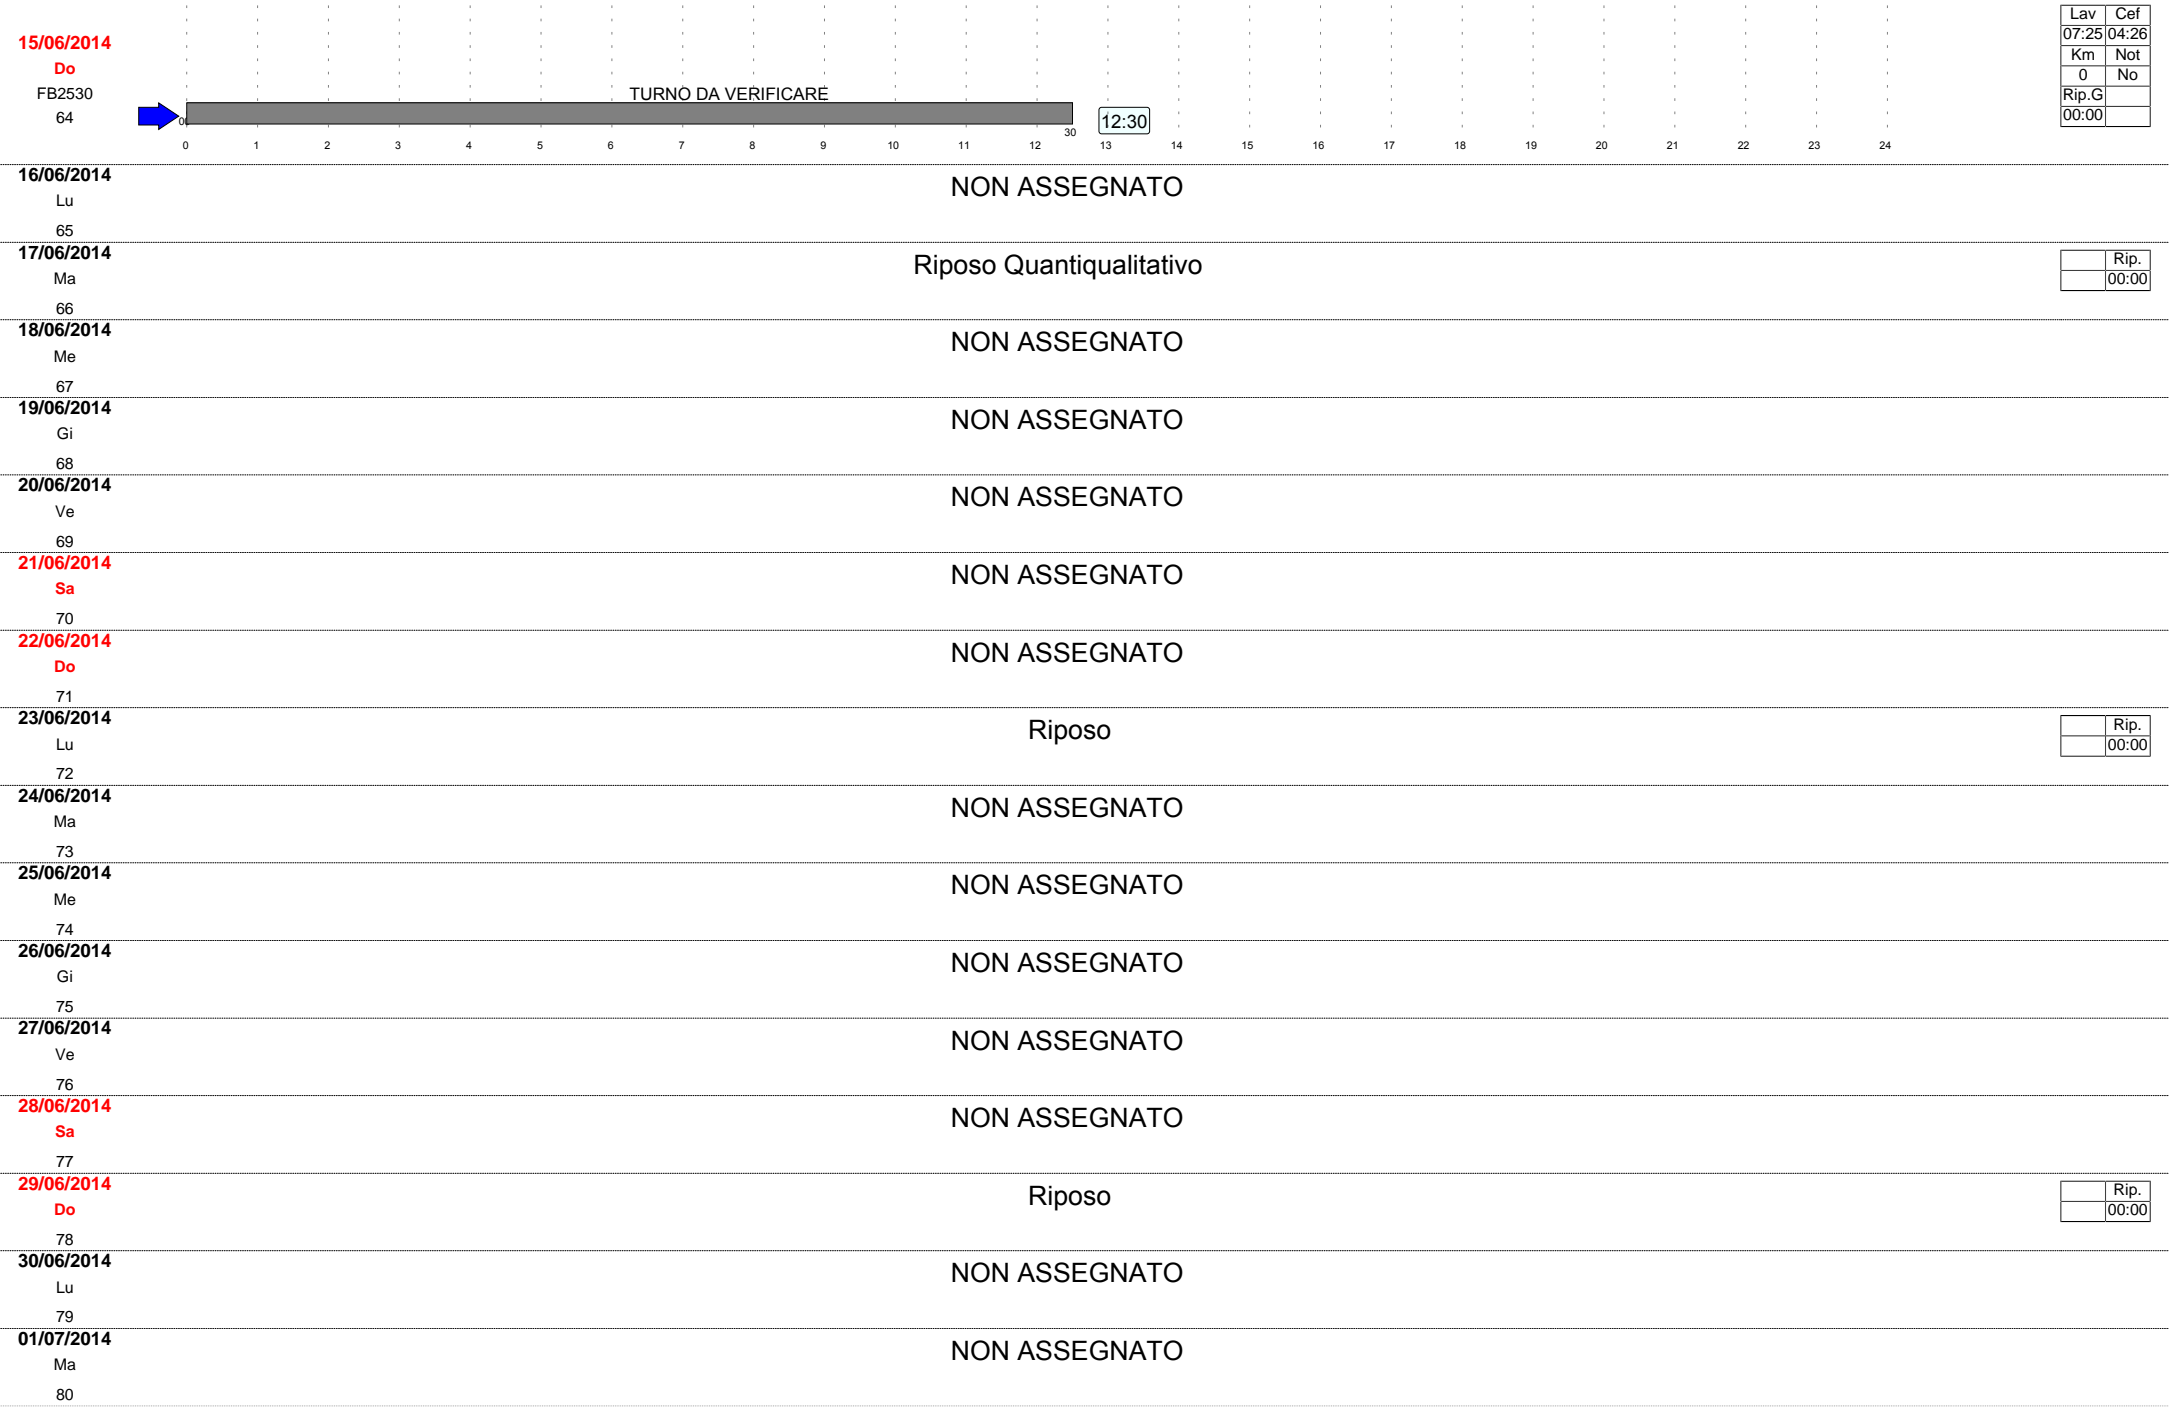 Lav Cef
15/06/2014
07:25 04:26
Do
Km Not
0 No
FB2530
TURNO DA VERIFICARE
Rip.G
64
12:30
00:00
30
0 1 2 3 4 5 6 7 8 9 10 11 12 13 14 15 16 17 18 19 20 21 22 23 24
16/06/2014
NON ASSEGNATO
Lu
65
17/06/2014
Riposo Quantiqualitativo
Rip.
Ma
00:00
66
18/06/2014
NON ASSEGNATO
Me
67
19/06/2014
NON ASSEGNATO
Gi
68
20/06/2014
NON ASSEGNATO
Ve
69
21/06/2014
NON ASSEGNATO
Sa
70
22/06/2014
NON ASSEGNATO
Do
71
23/06/2014
Riposo
Rip.
Lu
00:00
72
24/06/2014
NON ASSEGNATO
Ma
73
25/06/2014
NON ASSEGNATO
Me
74
26/06/2014
NON ASSEGNATO
Gi
75
27/06/2014
NON ASSEGNATO
Ve
76
28/06/2014
NON ASSEGNATO
Sa
77
29/06/2014
Riposo
Rip.
Do
00:00
78
30/06/2014
NON ASSEGNATO
Lu
79
01/07/2014
NON ASSEGNATO
Ma
80